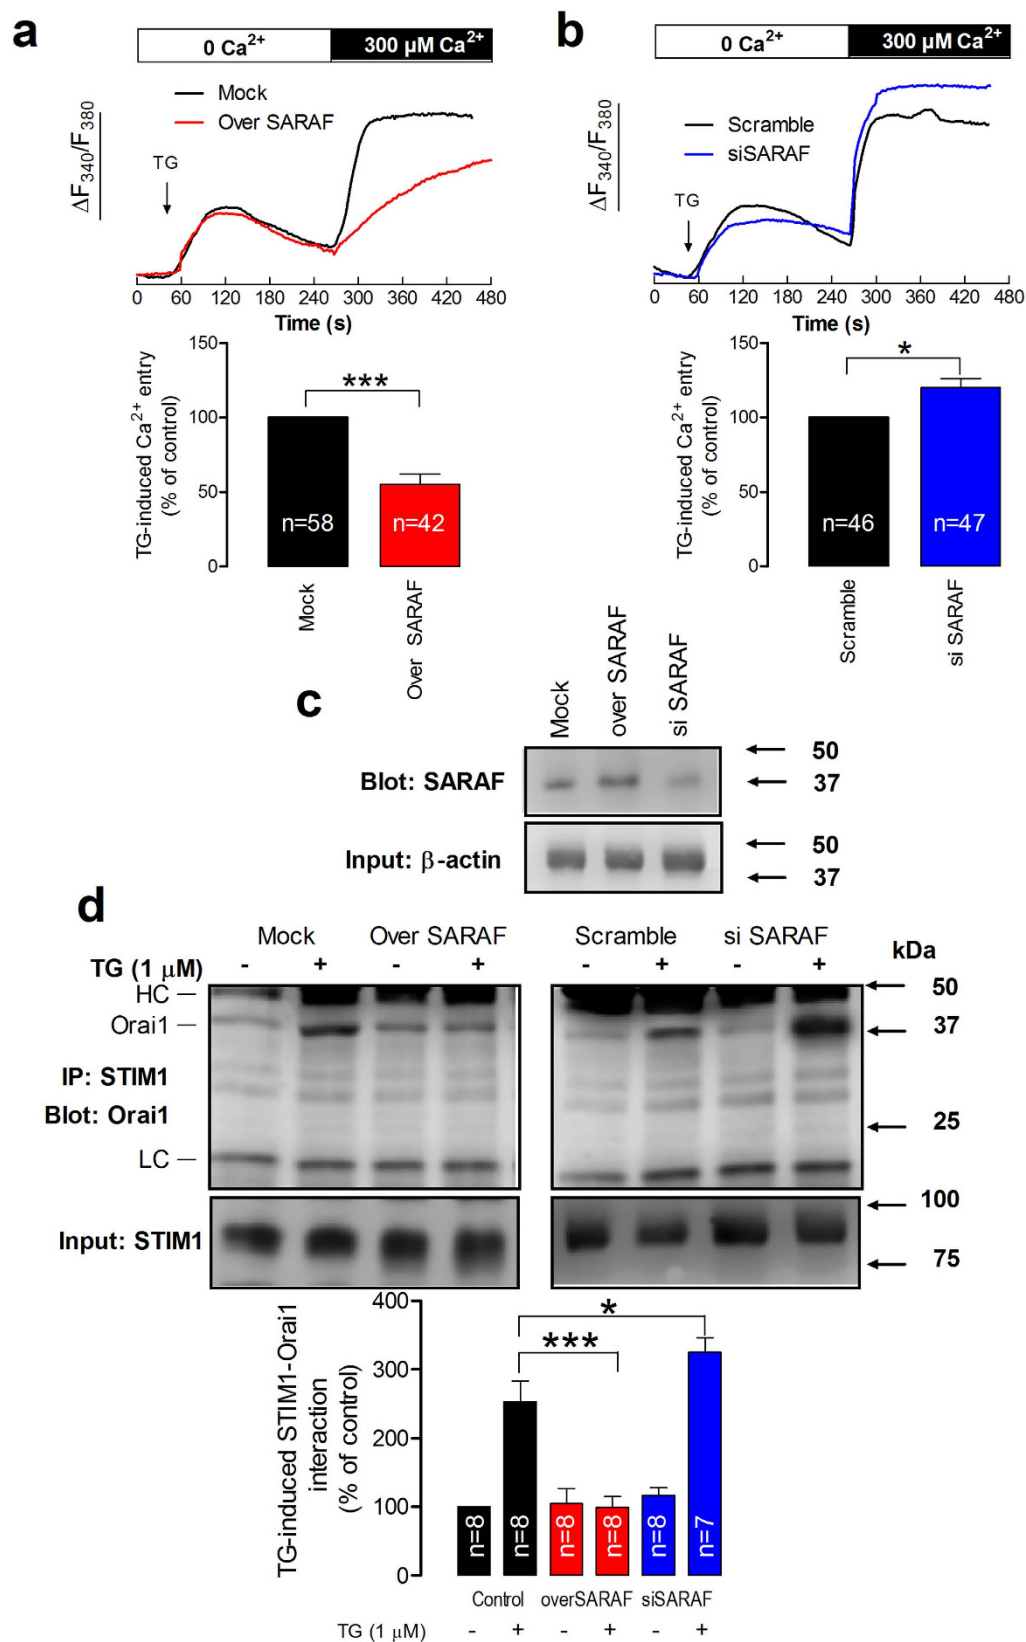 a
0 Ca2+ 300 µM Ca2+
Mock
Over SARAF
ΔF340/F380
TG
0 60 120 180 240 300 360 420 480
Time (s)
b
0 Ca2+ 300 µM Ca2+
Scramble
siSARAF
ΔF340/F380
TG
0 60 120 180 240 300 360 420 480
Time (s)
TG-induced Ca2+ entry
(% of control)
150
100
50
0
***
n=58 n=42
Mock
Over SARAF
TG-induced Ca2+ entry
(% of control)
150
100
50
0
*
n=46 n=47
Scramble
si SARAF
c
Mock
over SARAF
si SARAF
Blot: SARAF
50
37
Input: β-actin
50
37
d
Mock Over SARAF Scramble si SARAF
kDa
TG (1 µM) - + - + - + - +
HC
Orai1
IP: STIM1
Blot: Orai1
LC
50
37
25
Input: STIM1
100
75
TG-induced STIM1-Orai1
interaction
(% of control)
400
300
200
100
0
*
***
n=8 n=8 n=8 n=8 n=8 n=7
Control overSARAF siSARAF
TG (1 µM) - + - + - +